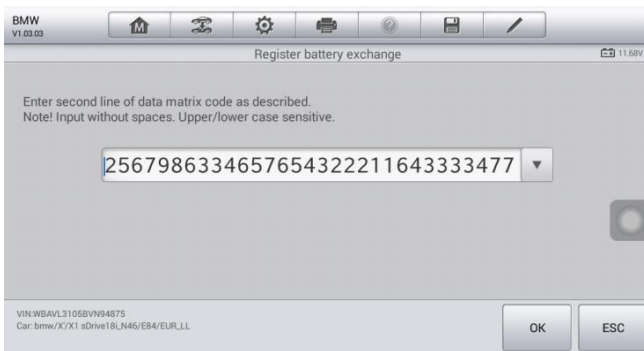 BMW
V1.03.03
M
Register battery exchange
11.68V
Enter second line of data matrix code as described.
Note! Input without spaces. Upper/lower case sensitive.
2567986334657654322211643333477
VIN:WBAVL3105BVN94875
Car: bmw/X'/X1 sDrive18i_N46/E84/EUR_LL
OK
ESC